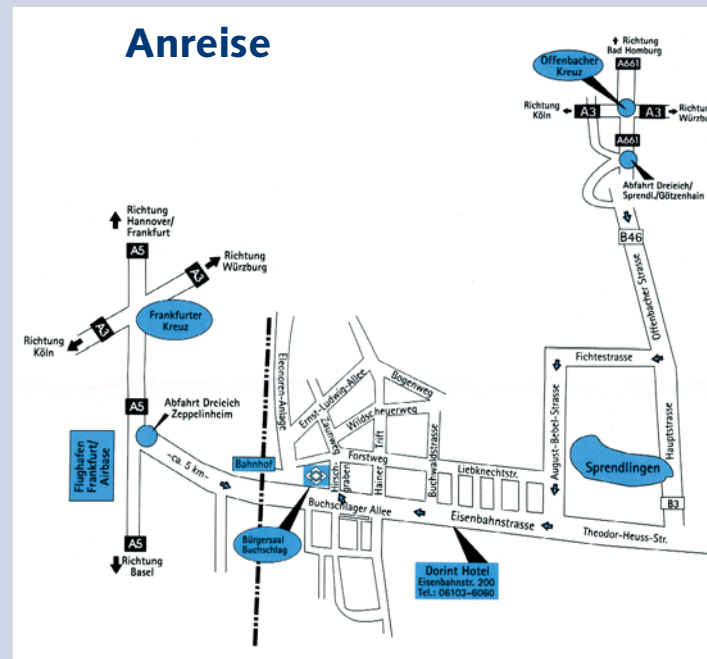 Anreise
Richtung
Bad Homburg
A661
Offenbacher
Kreuz
Richtung
Köln
A3
A3
Richtung
Würzburg
A661
Abfahrt Dreieich/
Sprendl./Götzenhain
B46
Offenbacher Strasse
Richtung
Hannover/
Frankfurt
A5
Richtung
Würzburg
A3
Frankfurter
Kreuz
A3
Richtung
Köln
A5
Abfahrt Dreieich
Zeppelinheim
Flughafen
Frankfurt/
Airbase
-ca. 5 km-
A5
Richtung
Basel
Eleonoren-Anlage
Ernst-Ludwig-Allee
Bogenweg
Zaunweg
Wildscheuerweg
Hainer Trift
Buchwaldstrasse
Bahnhof
Forstweg
Hirsch-
graben
Liebknechtstr.
Fichtestrasse
August-Bebel-Strasse
Hauptstrasse
Sprendlingen
B3
Buchschlager Allee
Eisenbahnstrasse
Theodor-Heuss-Str.
Bürgersaal
Buchschlag
Dorint Hotel
Eisenbahnstr. 200
Tel.: 06103-6060